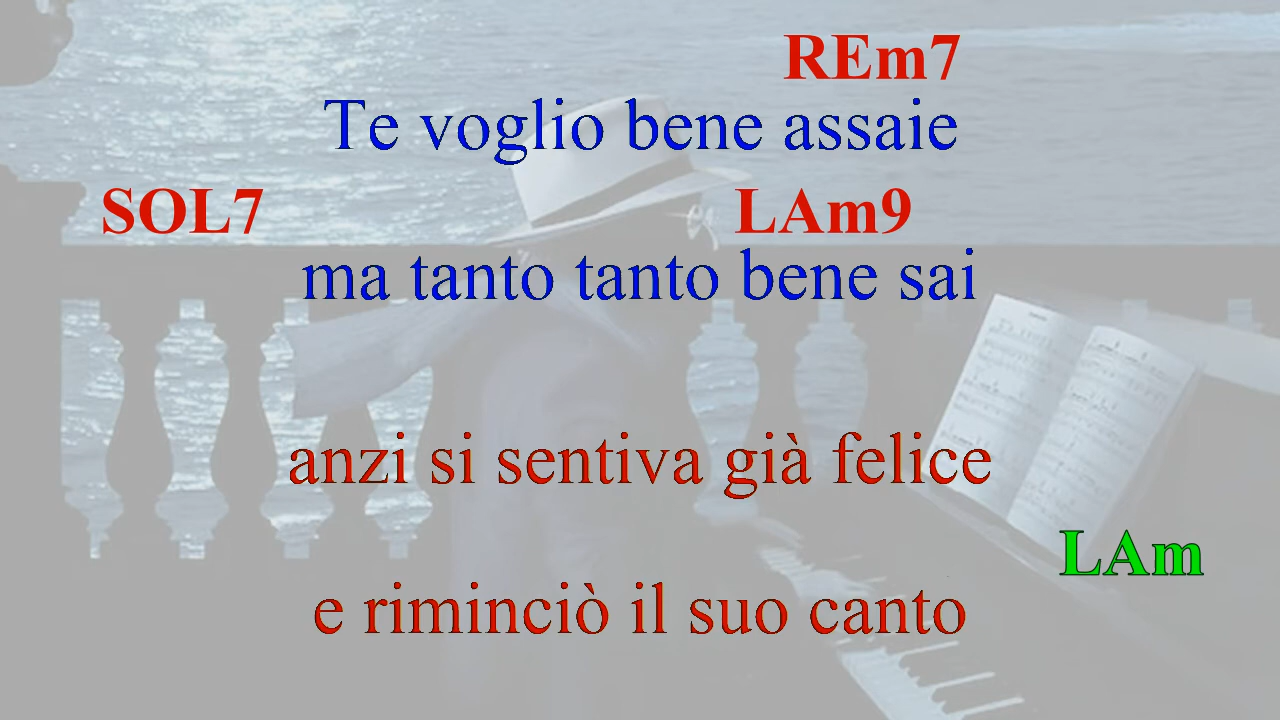 REm7
Te voglio bene assaie
SOL7 LAm9
ma tanto tanto bene sai
anzi si sentiva già felice
LAm
e riminciò il suo canto